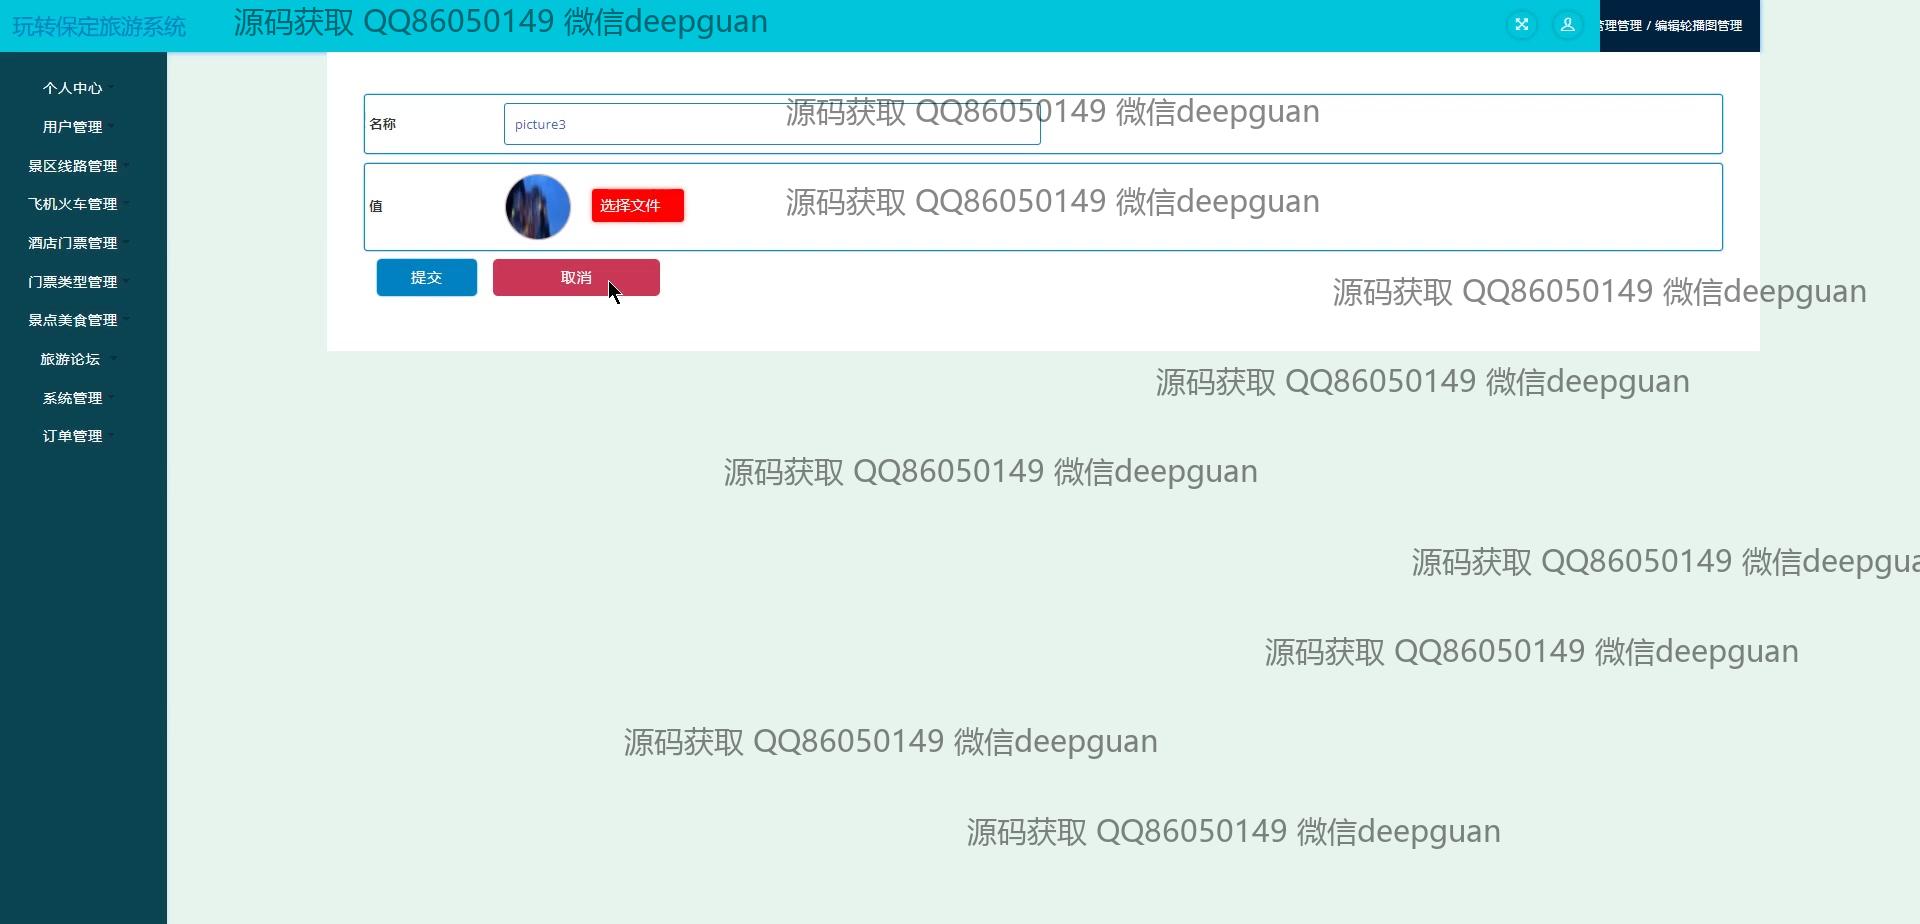 玩转保定旅游系统
源码获取 QQ86050149 微信deepguan
管理管理 / 编辑轮播图管理
个人中心
用户管理
景区线路管理
飞机火车管理
酒店门票管理
门票类型管理
景点美食管理
旅游论坛
系统管理
订单管理
名称
picture3
源码获取 QQ86050149 微信deepguan
值
选择文件
源码获取 QQ86050149 微信deepguan
提交
取消
源码获取 QQ86050149 微信deepguan
源码获取 QQ86050149 微信deepguan
源码获取 QQ86050149 微信deepguan
源码获取 QQ86050149 微信deepgua
源码获取 QQ86050149 微信deepguan
源码获取 QQ86050149 微信deepguan
源码获取 QQ86050149 微信deepguan